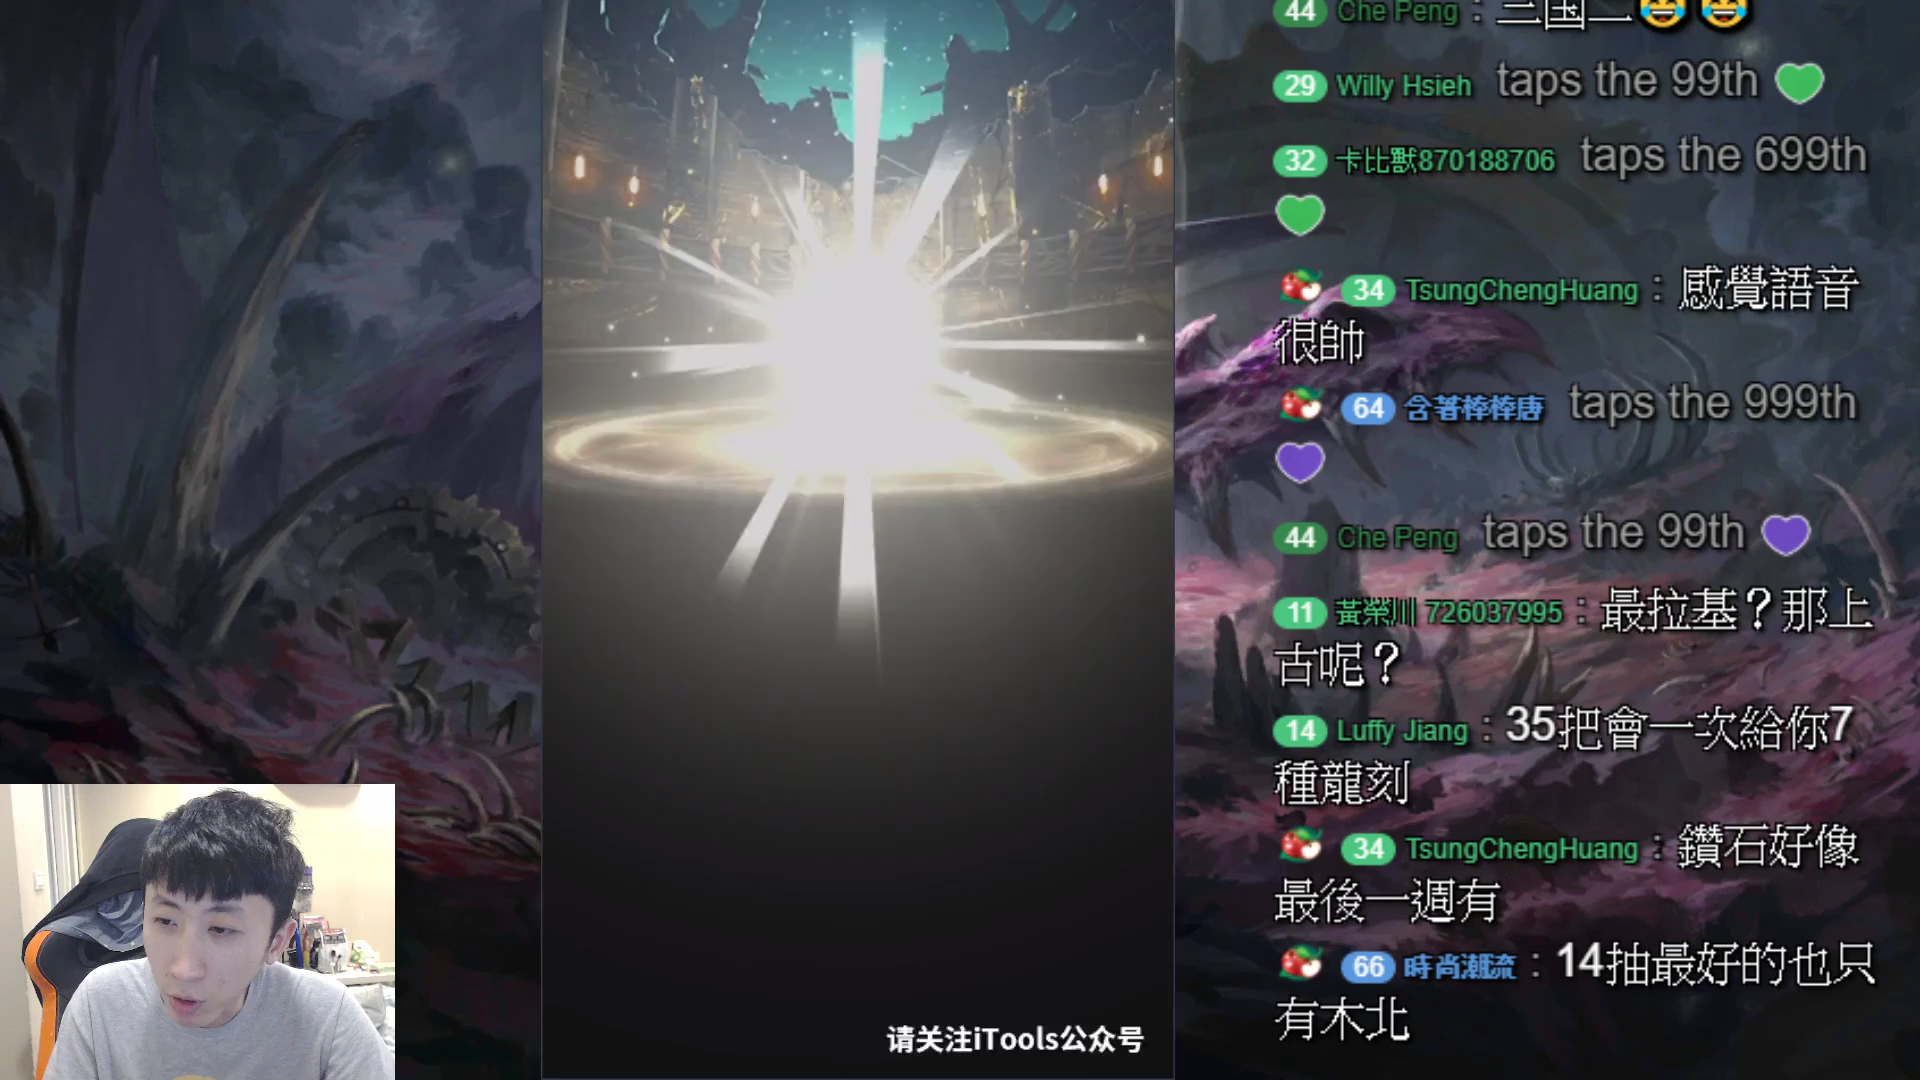 44 Che Peng：三国二😂😂
29 Willy Hsieh taps the 99th
32 卡比獸870188706 taps the 699th
34 TsungChengHuang：感覺語音
很帥
64 含著棒棒唐 taps the 999th
44 Che Peng taps the 99th
11 黃榮川 726037995：最拉基？那上
古呢？
14 Luffy Jiang：35把會一次給你7
種龍刻
34 TsungChengHuang：鑽石好像
最後一週有
66 時尚潮流：14抽最好的也只
有木北
请关注iTools公众号